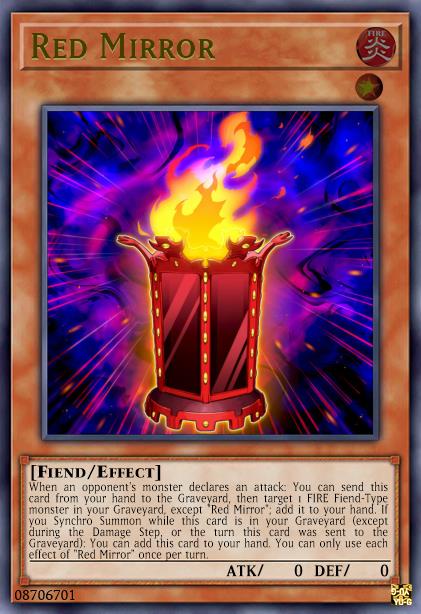 RED MIRROR
FIRE
炎
[FIEND/EFFECT]
When an opponent's monster declares an attack: You can send this
card from your hand to the Graveyard, then target 1 FIRE Fiend-Type
monster in your Graveyard, except "Red Mirror"; add it to your hand. If
you Synchro Summon while this card is in your Graveyard (except
during the Damage Step, or the turn this card was sent to the
Graveyard): You can add this card to your hand. You can only use each
effect of "Red Mirror" once per turn.
ATK/ 0 DEF/ 0
08706701